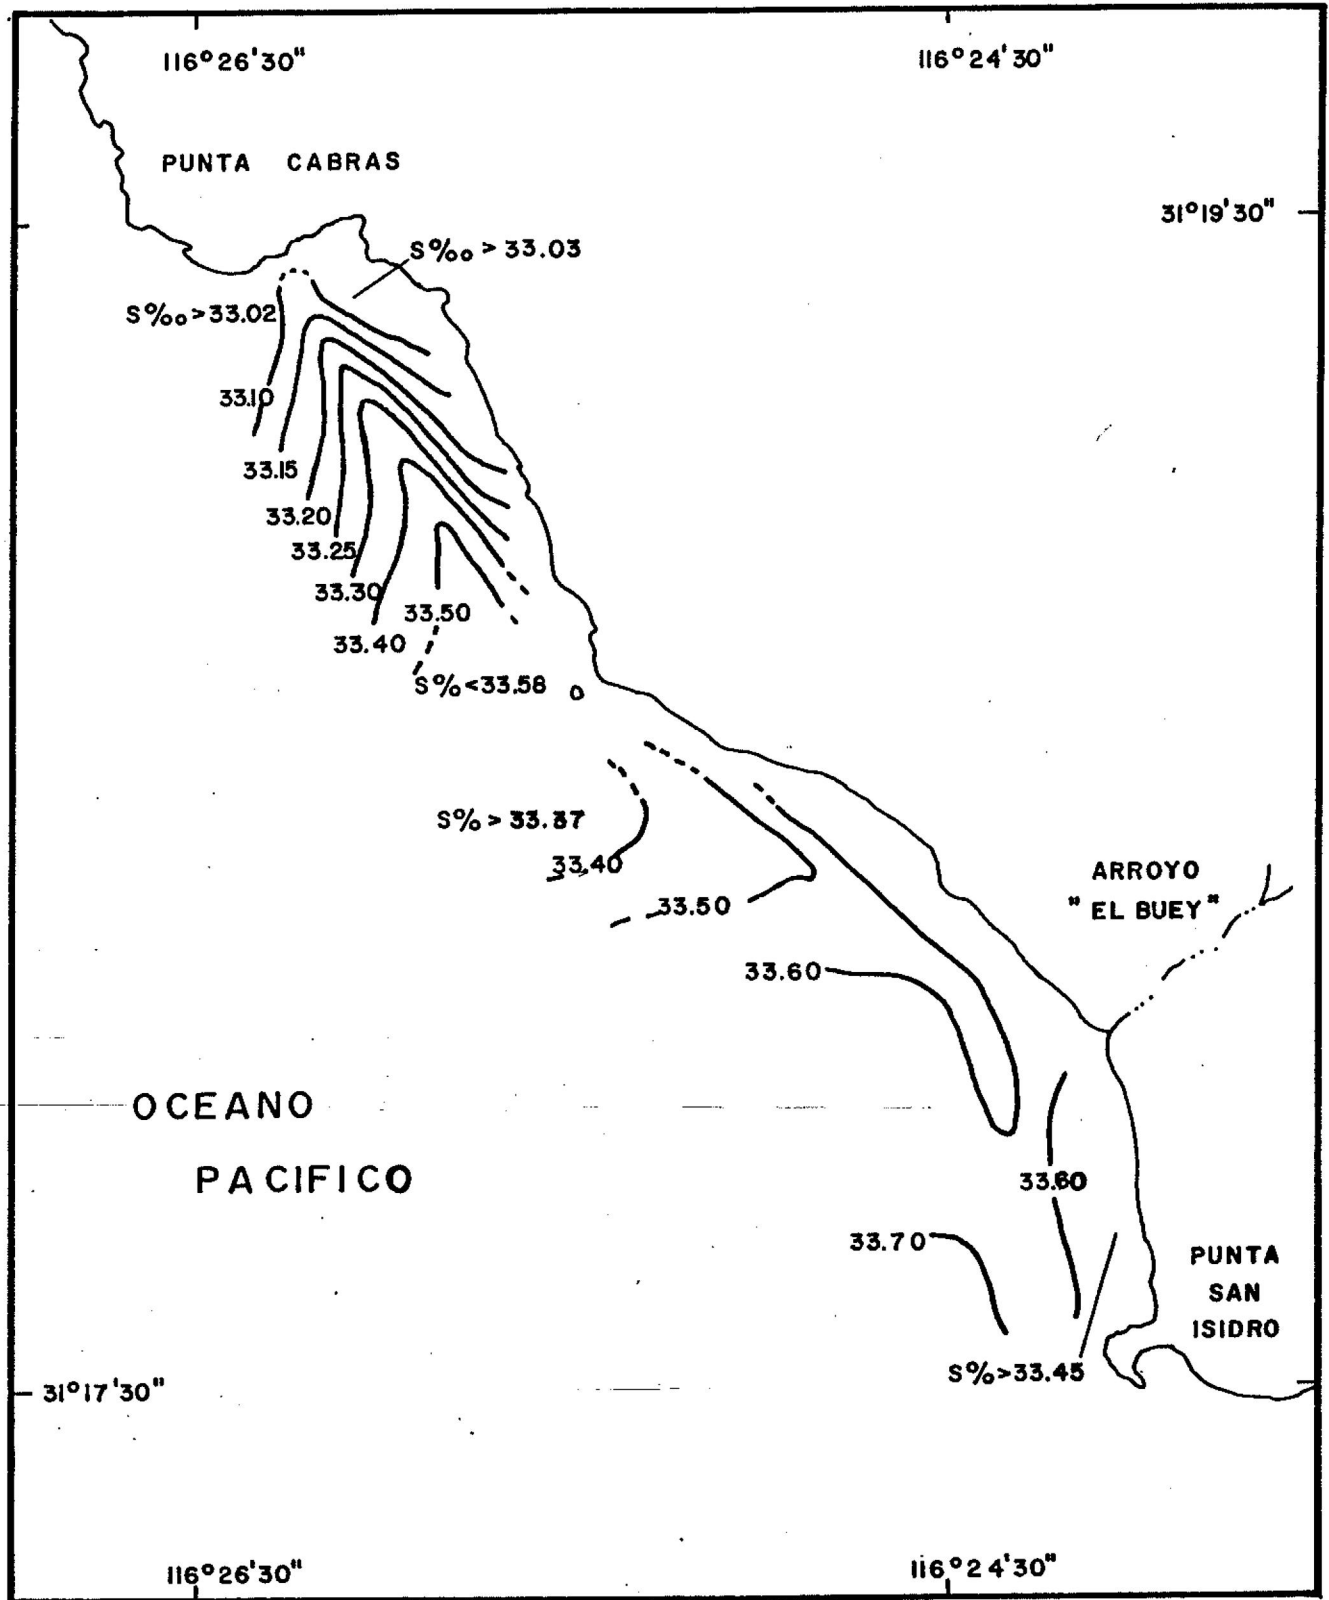 116°26'30"
116°24'30"
PUNTA CABRAS
31°19'30"
S‰ > 33.03
S‰>33.02
33.10
33.15
33.20
33.25
33.30
33.50
33.40
S%<33.58
S%>33.37
33.40
33.50
ARROYO
"EL BUEY"
33.60
OCEANO
PACIFICO
33.60
33.70
PUNTA
SAN
ISIDRO
S%>33.45
31°17'30"
116°26'30"
116°24'30"